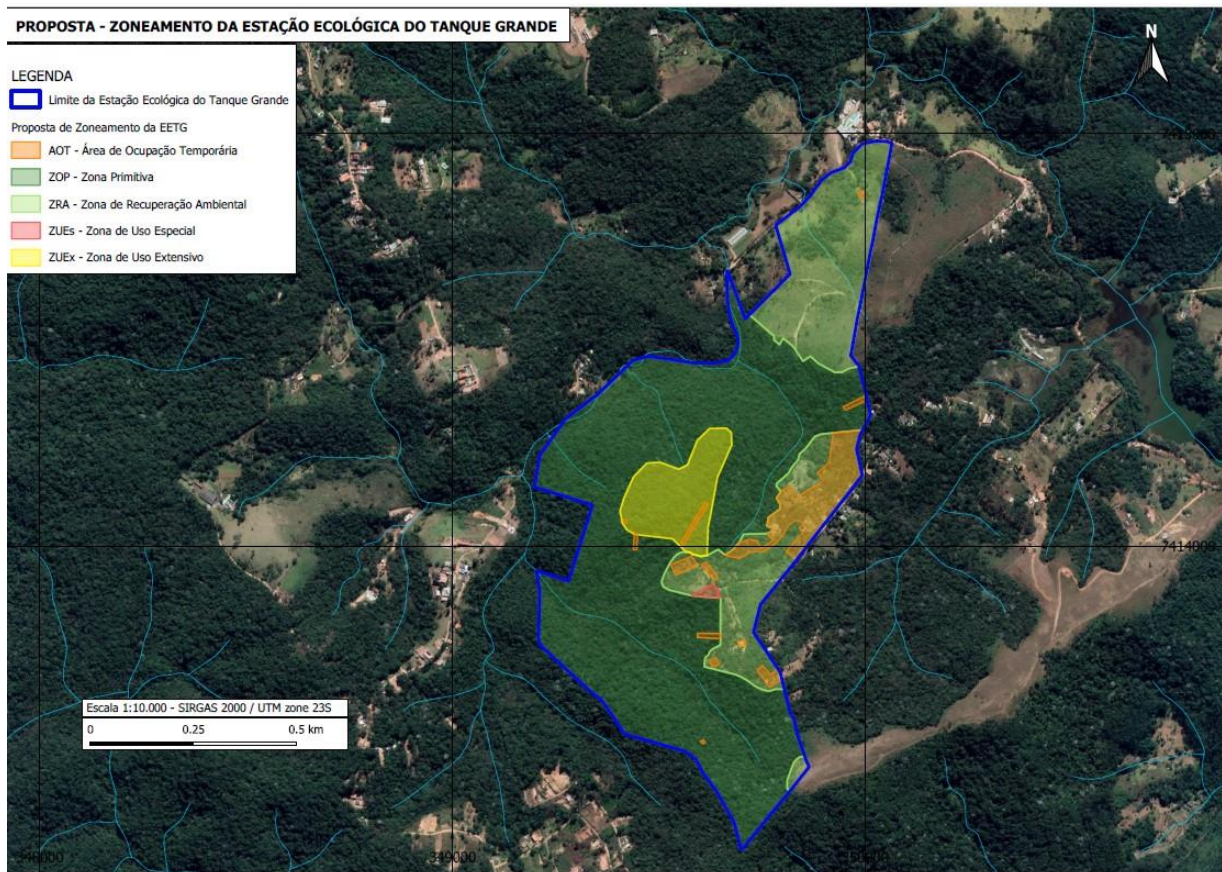 PROPOSTA - ZONEAMENTO DA ESTAÇÃO ECOLÓGICA DO TANQUE GRANDE
N
LEGENDA
Limite da Estação Ecológica do Tanque Grande
Proposta de Zoneamento da EETG
AOT - Área de Ocupação Temporária
ZOP - Zona Primitiva
ZRA - Zona de Recuperação Ambiental
ZUEs - Zona de Uso Especial
ZUEx - Zona de Uso Extensivo
7415000
7414000
Escala 1:10.000 - SIRGAS 2000 / UTM zone 23S
0 0.25 0.5 km
348000 349000 350000